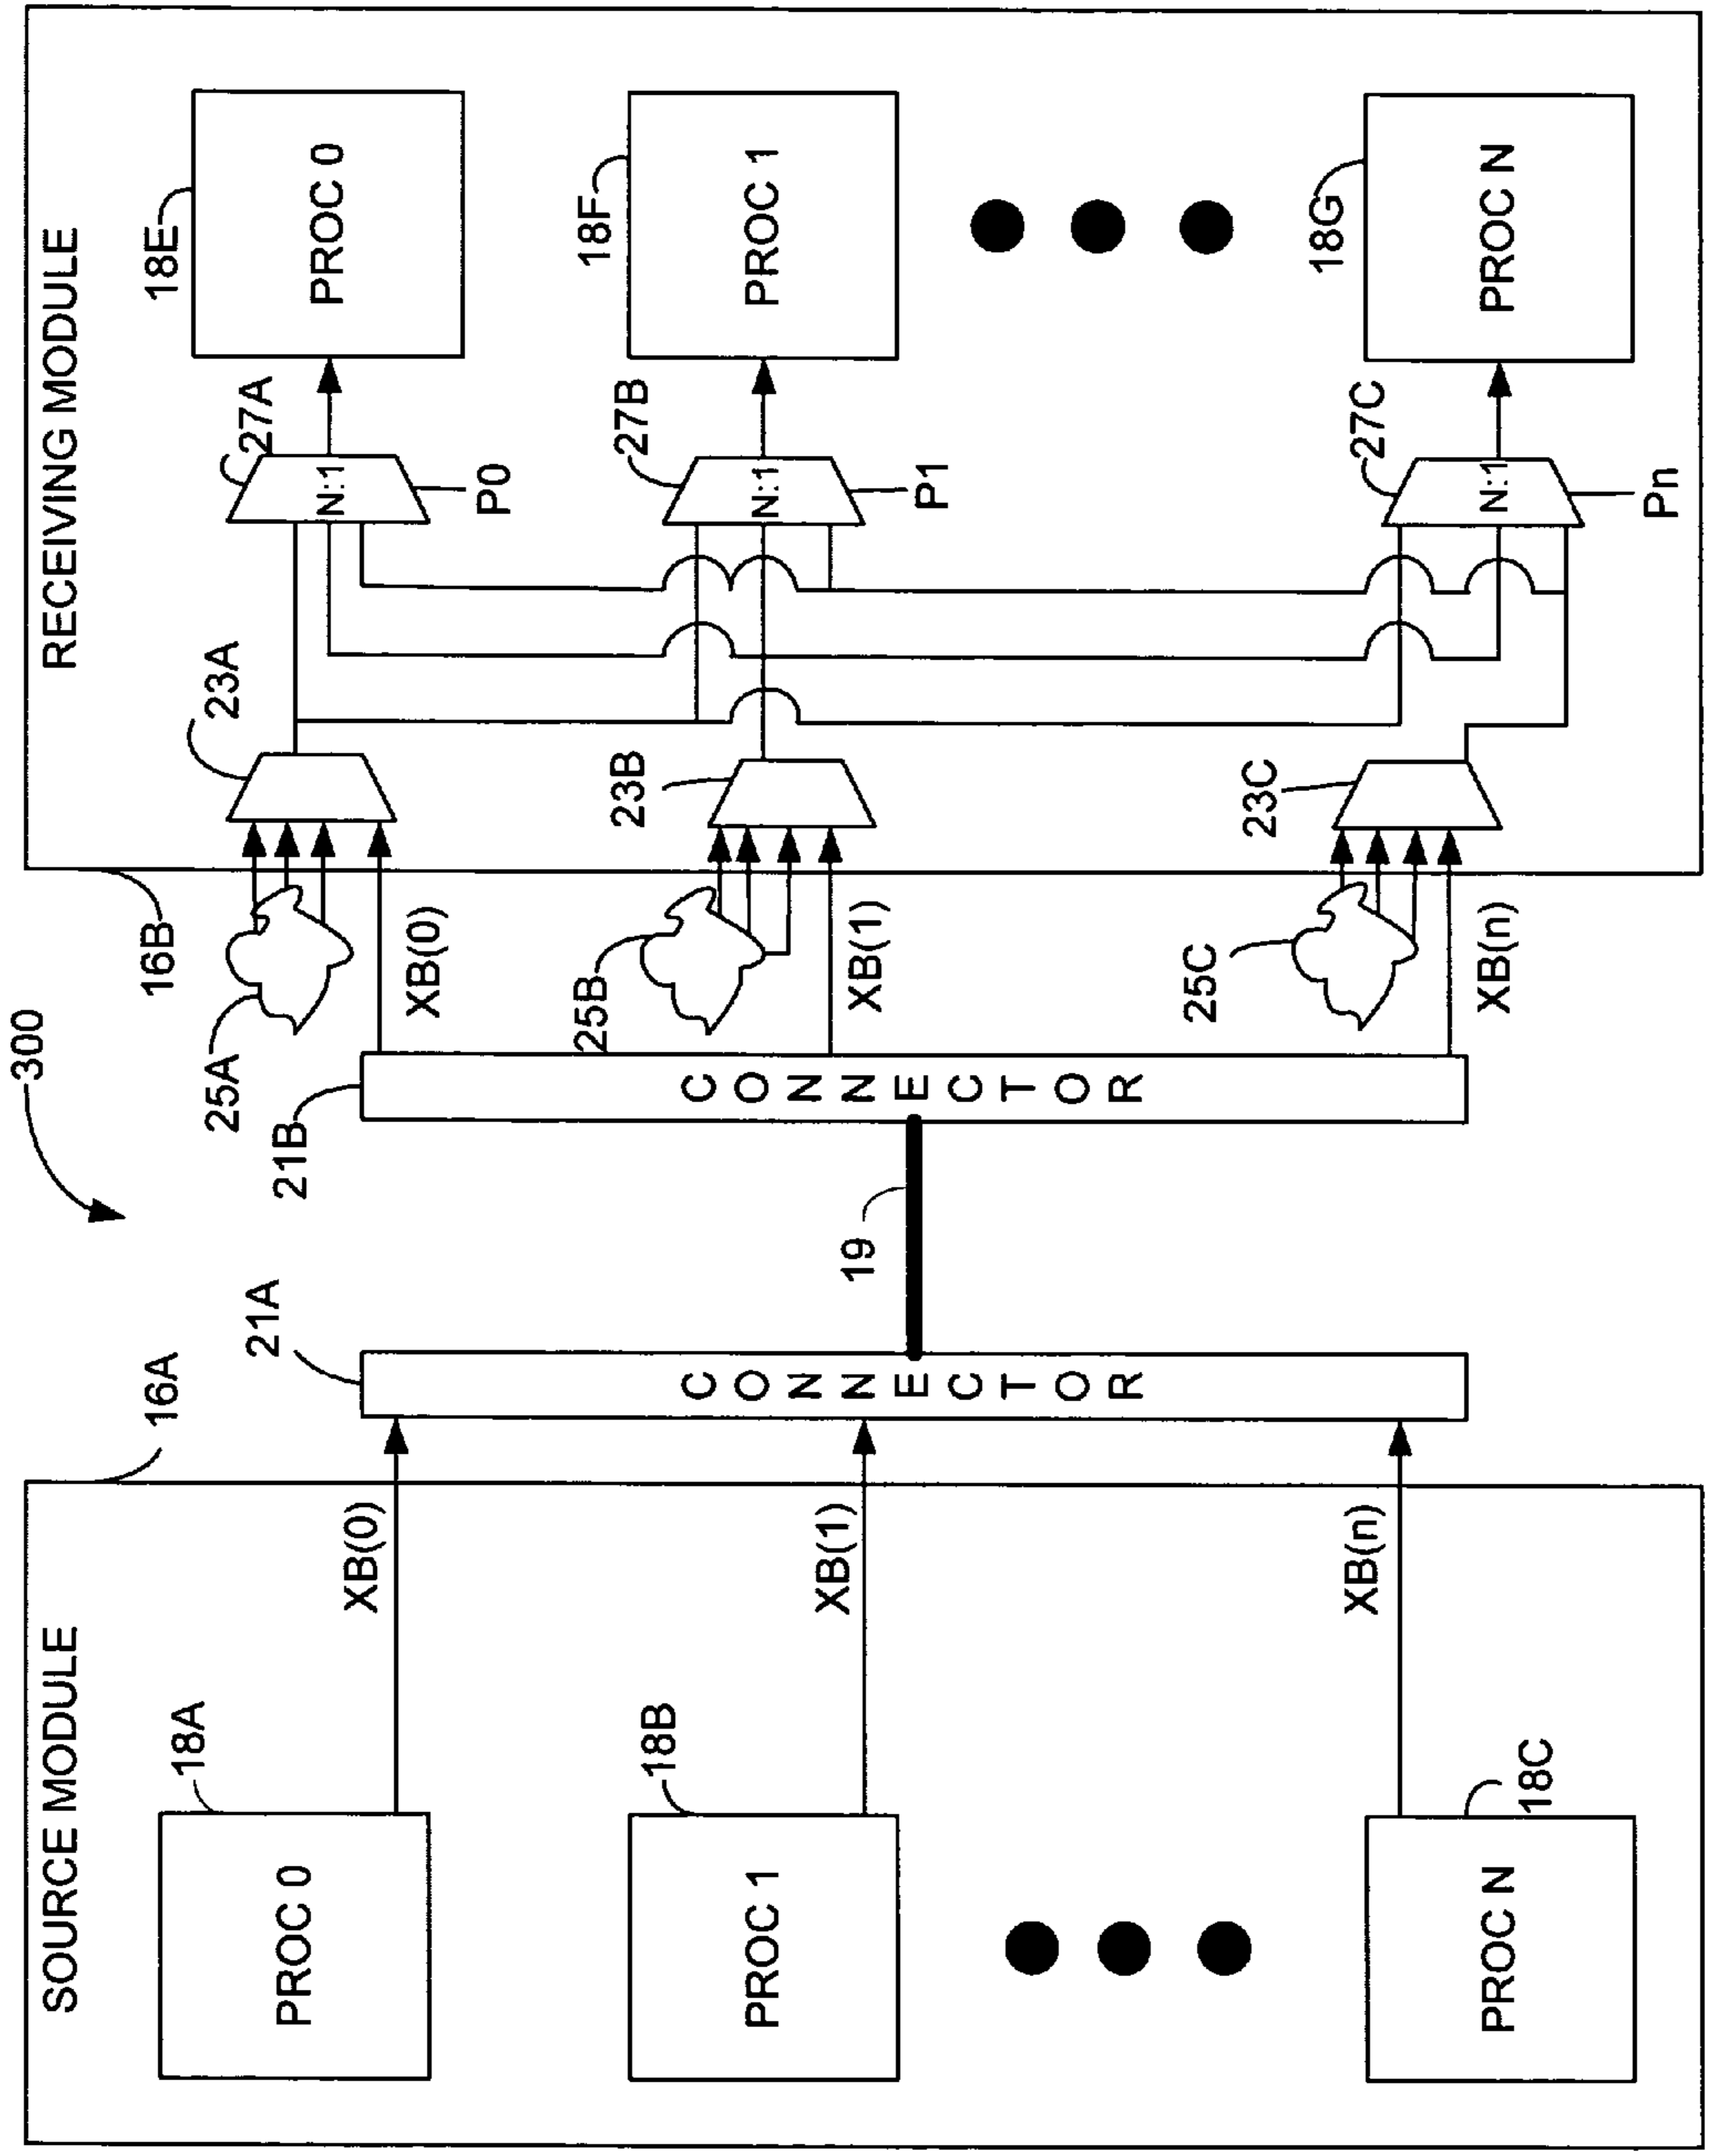 300
SOURCE MODULE
16A
18A
PROC 0
XB(0)
18B
PROC 1
XB(1)
PROC N
18C
XB(n)
21A
CONNECTOR
19
21B
CONNECTOR
RECEIVING MODULE
16B
25A
XB(0)
23A
27A
N:1
P0
18E
PROC 0
25B
XB(1)
23B
27B
N:1
P1
18F
PROC 1
25C
XB(n)
23C
27C
N:1
Pn
18G
PROC N